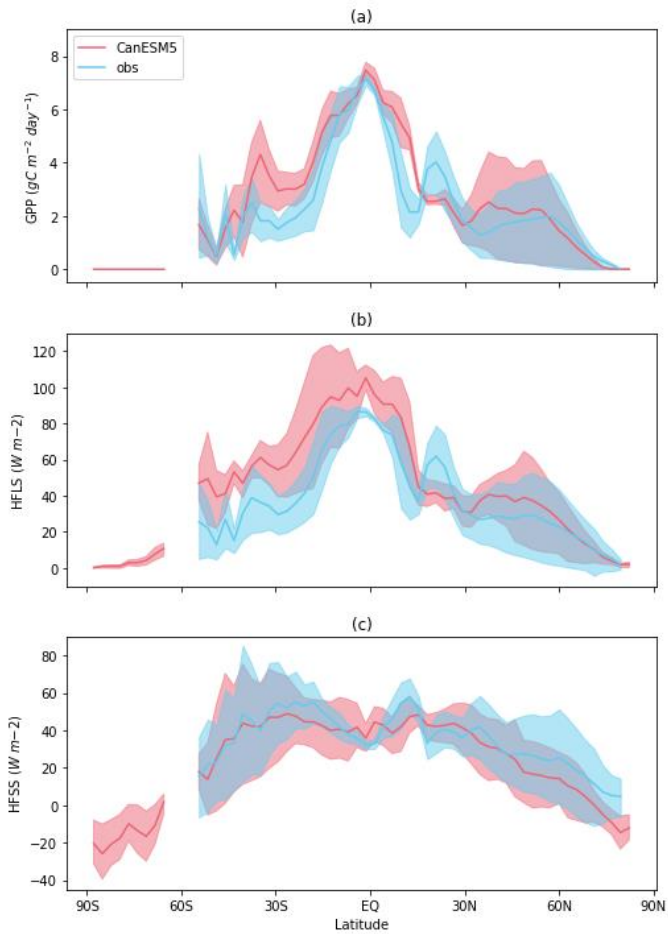 (a)
CanESM5
obs
8
6
4
2
0
GPP (gC m⁻² day⁻¹)
(b)
120
100
80
60
40
20
0
HFLS (W m−2)
(c)
80
60
40
20
0
−20
−40
HFSS (W m−2)
90S 60S 30S EQ 30N 60N 90N
Latitude